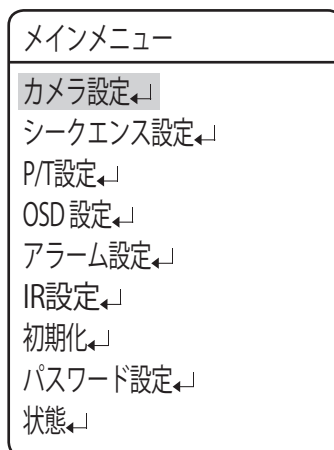 メインメニュー
カメラ設定↵
シークエンス設定↵
P/T設定↵
OSD 設定↵
アラーム設定↵
IR設定↵
初期化↵
パスワード設定↵
状態↵